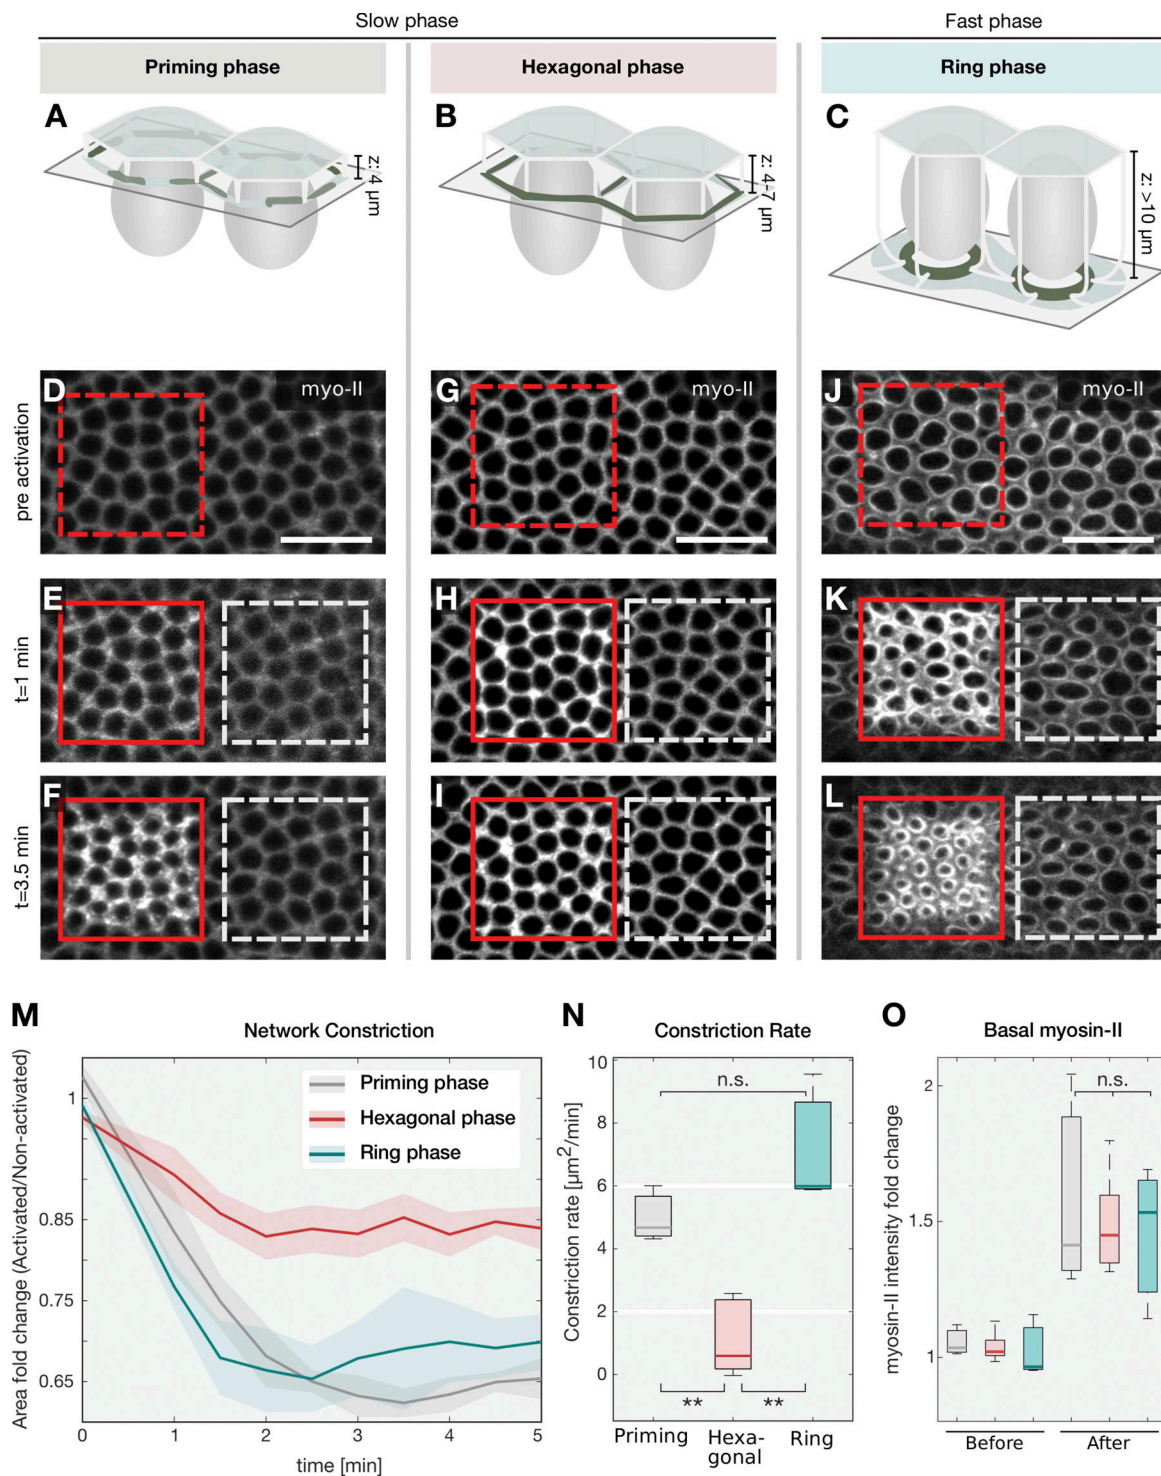 Slow phase
Fast phase
Priming phase
Hexagonal phase
Ring phase
A
z: 4 µm
B
z: 4-7 µm
C
z: >10 µm
pre activation
D
myo-II
G
myo-II
J
myo-II
t=1 min
E
H
K
t=3.5 min
F
I
L
M
Network Constriction
Area fold change (Activated/Non-activated)
1
0.85
0.75
0.65
Priming phase
Hexagonal phase
Ring phase
0
1
2
3
4
5
time [min]
N
Constriction Rate
Constriction rate [µm²/min]
10
8
6
4
2
0
n.s.
**
**
Priming
Hexa-
gonal
Ring
O
Basal myosin-II
myosin-II intensity fold change
2
1.5
1
n.s.
Before
After